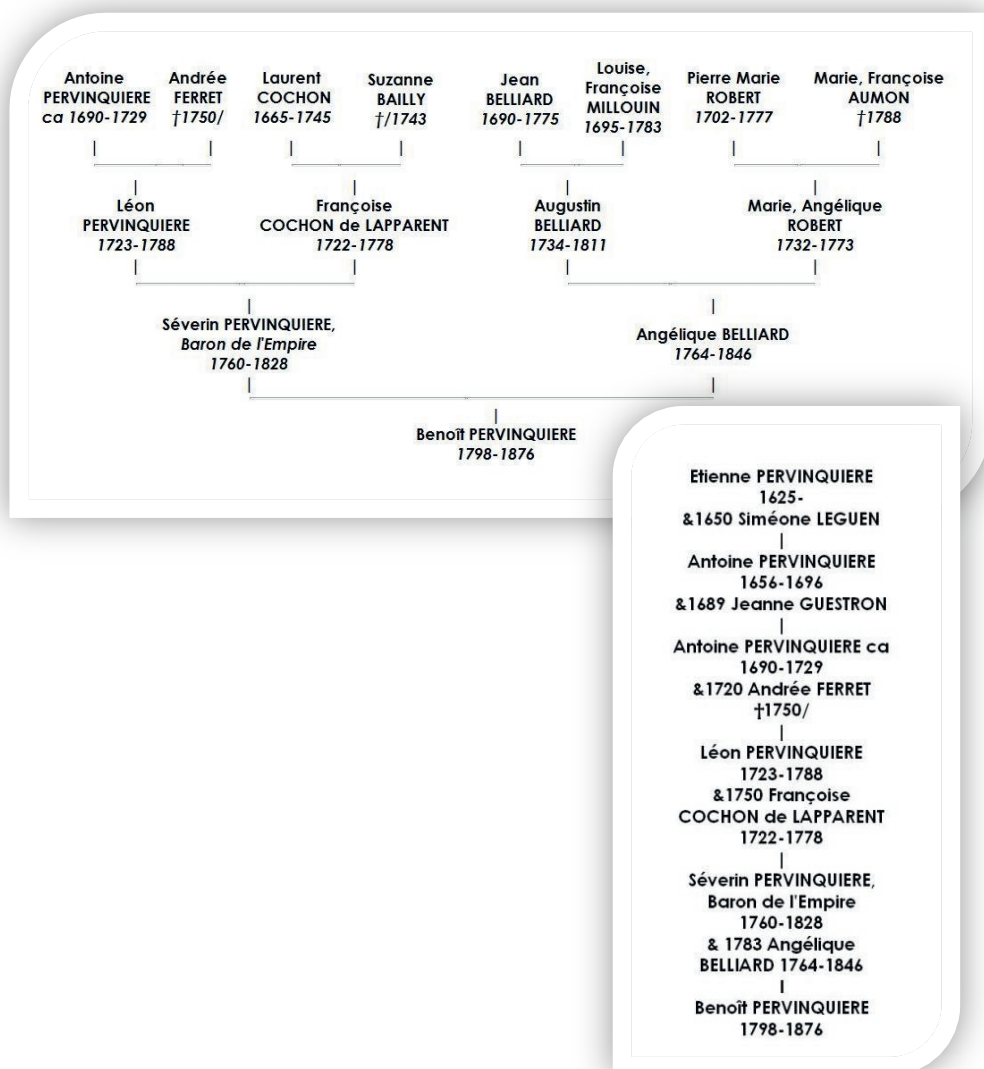 Antoine
PERVINQUIERE
ca 1690-1729
Andrée
FERRET
†1750/
Laurent
COCHON
1665-1745
Suzanne
BAILLY
†/1743
Jean
BELLIARD
1690-1775
Louise,
Françoise
MILLOUIN
1695-1783
Pierre Marie
ROBERT
1702-1777
Marie, Françoise
AUMON
†1788
Léon
PERVINQUIERE
1723-1788
Françoise
COCHON de LAPPARENT
1722-1778
Augustin
BELLIARD
1734-1811
Marie, Angélique
ROBERT
1732-1773
Séverin PERVINQUIERE,
Baron de l'Empire
1760-1828
Angélique BELLIARD
1764-1846
Benoît PERVINQUIERE
1798-1876
Etienne PERVINQUIERE
1625-
&1650 Siméone LEGUEN
Antoine PERVINQUIERE
1656-1696
&1689 Jeanne GUESTRON
Antoine PERVINQUIERE ca
1690-1729
&1720 Andrée FERRET
†1750/
Léon PERVINQUIERE
1723-1788
&1750 Françoise
COCHON de LAPPARENT
1722-1778
Séverin PERVINQUIERE,
Baron de l'Empire
1760-1828
& 1783 Angélique
BELLIARD 1764-1846
Benoît PERVINQUIERE
1798-1876